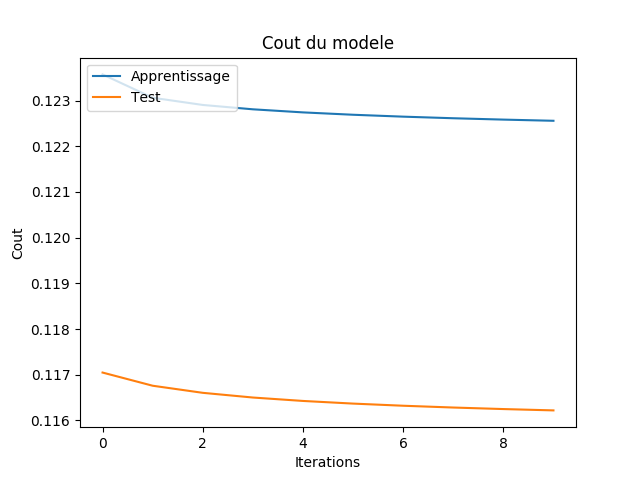 Cout du modele
Apprentissage
Test
0.123
0.122
0.121
0.120
0.119
0.118
0.117
0.116
Cout
0
2
4
6
8
Iterations